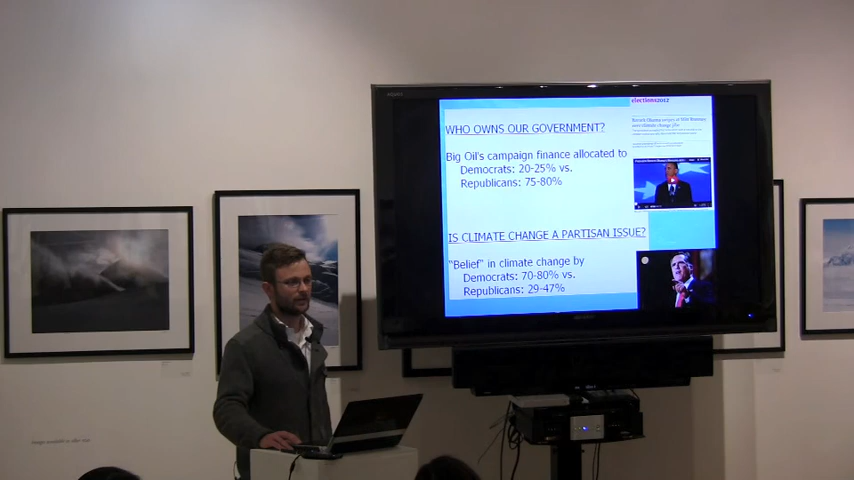 elections2012
WHO OWNS OUR GOVERNMENT?
Big Oil's campaign finance allocated to
Democrats: 20-25% vs.
Republicans: 75-80%
IS CLIMATE CHANGE A PARTISAN ISSUE?
"Belief" in climate change by
Democrats: 70-80% vs.
Republicans: 29-47%